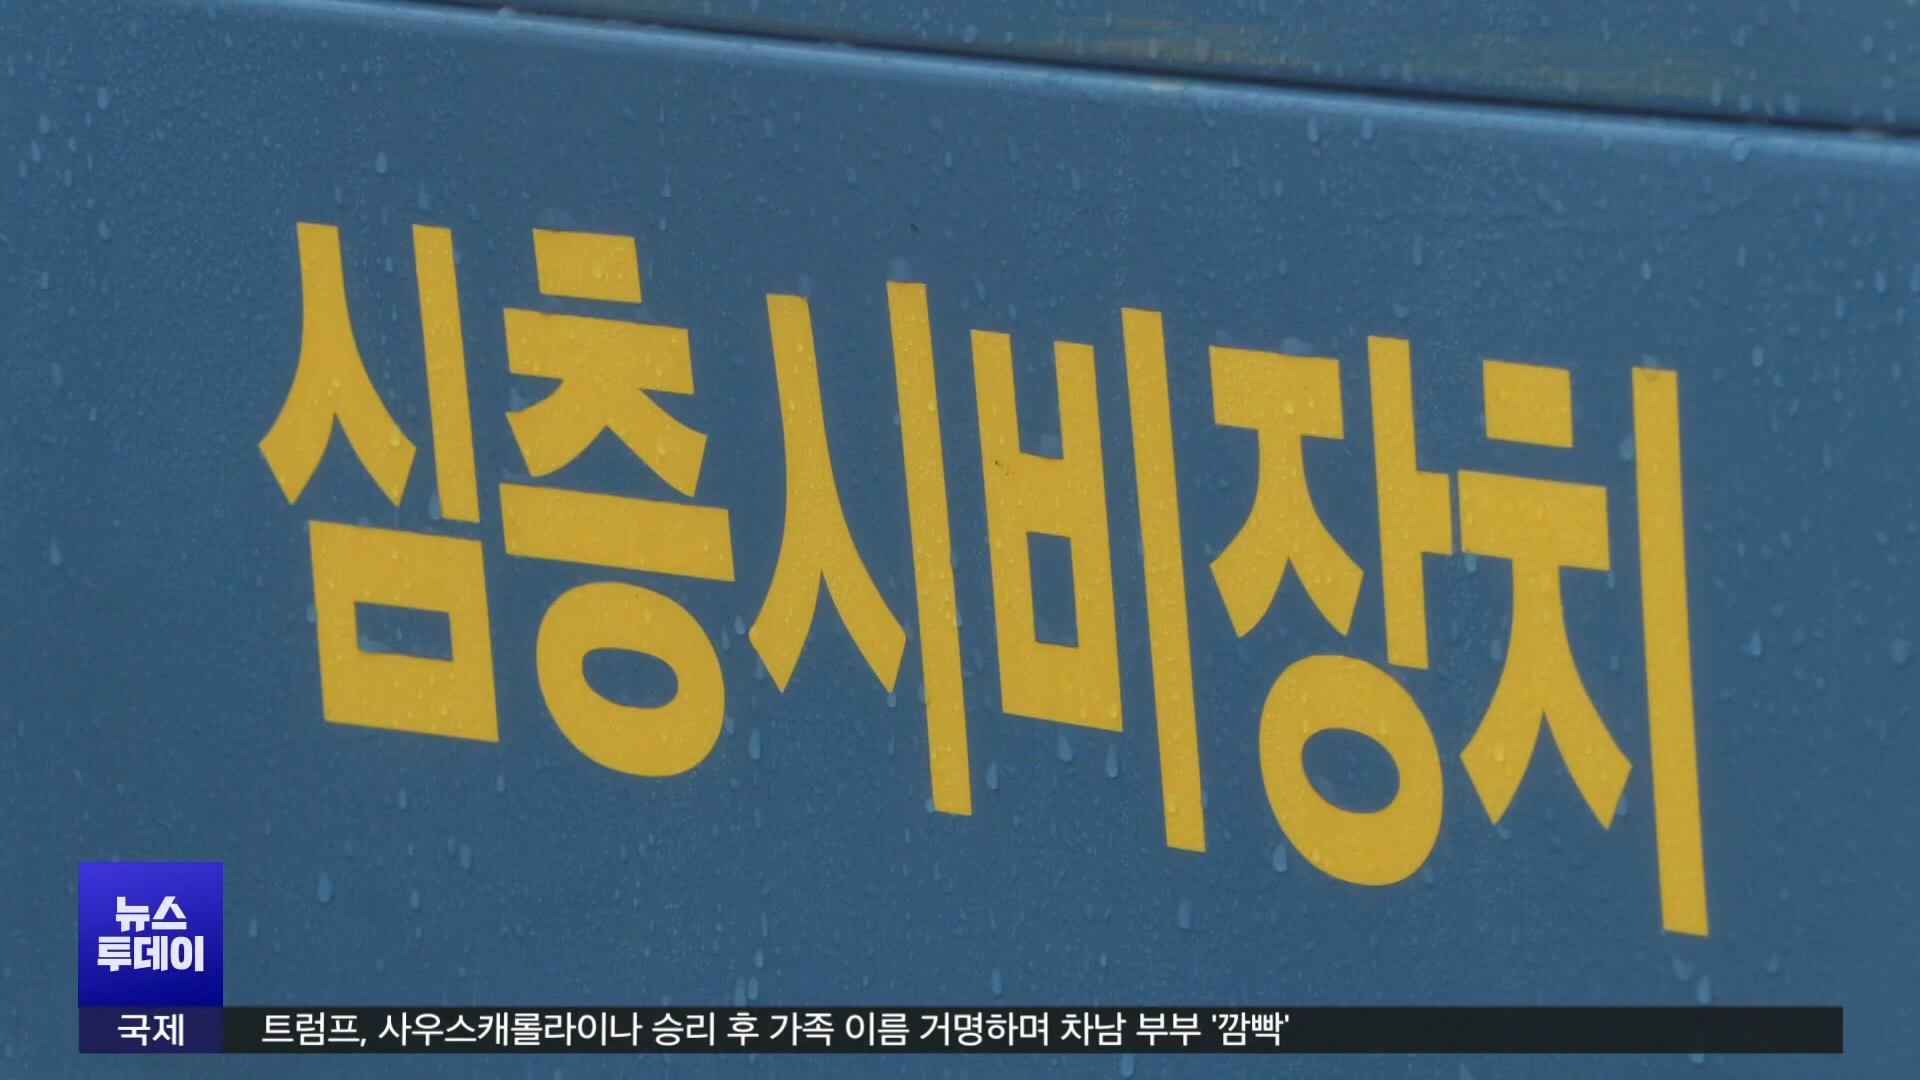 심층시비장치
뉴스
투데이
국제
트럼프, 사우스캐롤라이나 승리 후 가족 이름 거명하며 차남 부부 '깜빡'